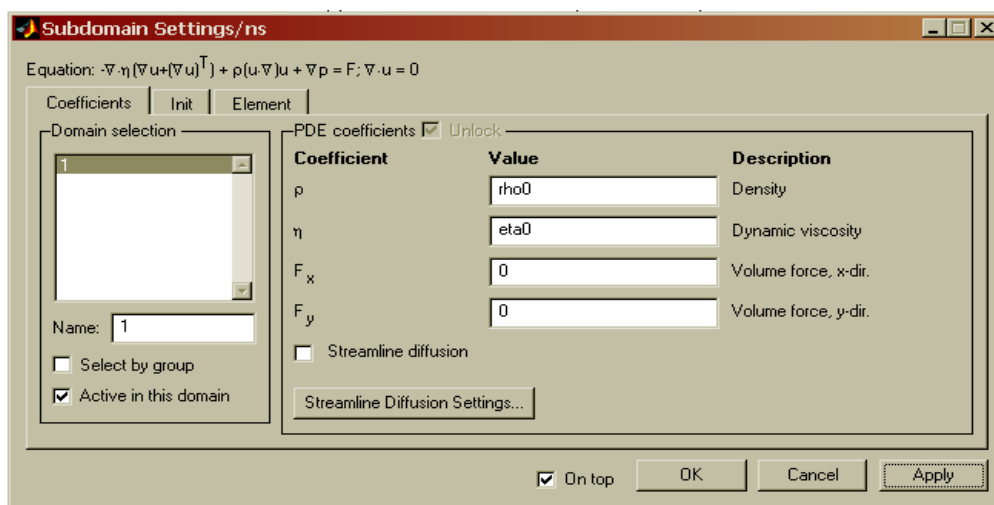 Subdomain Settings/ns
Equation: -∇·η(∇u+(∇u)ᵀ) + ρ(u·∇)u + ∇p = F; ∇·u = 0
Coefficients Init Element
Domain selection
1
Name: 1
Select by group
Active in this domain
PDE coefficients Unlock
Coefficient Value Description
ρ rho0 Density
η eta0 Dynamic viscosity
Fx 0 Volume force, x-dir.
Fy 0 Volume force, y-dir.
Streamline diffusion
Streamline Diffusion Settings...
On top OK Cancel Apply